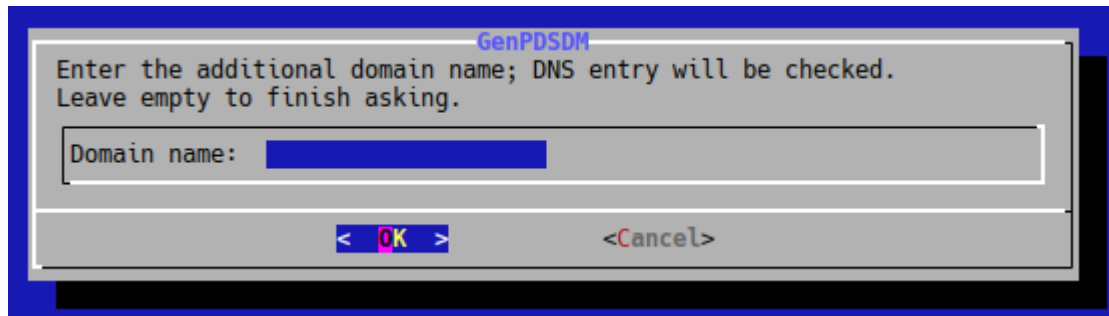 GenPDSDM
Enter the additional domain name; DNS entry will be checked.
Leave empty to finish asking.
Domain name:
< OK > <Cancel>